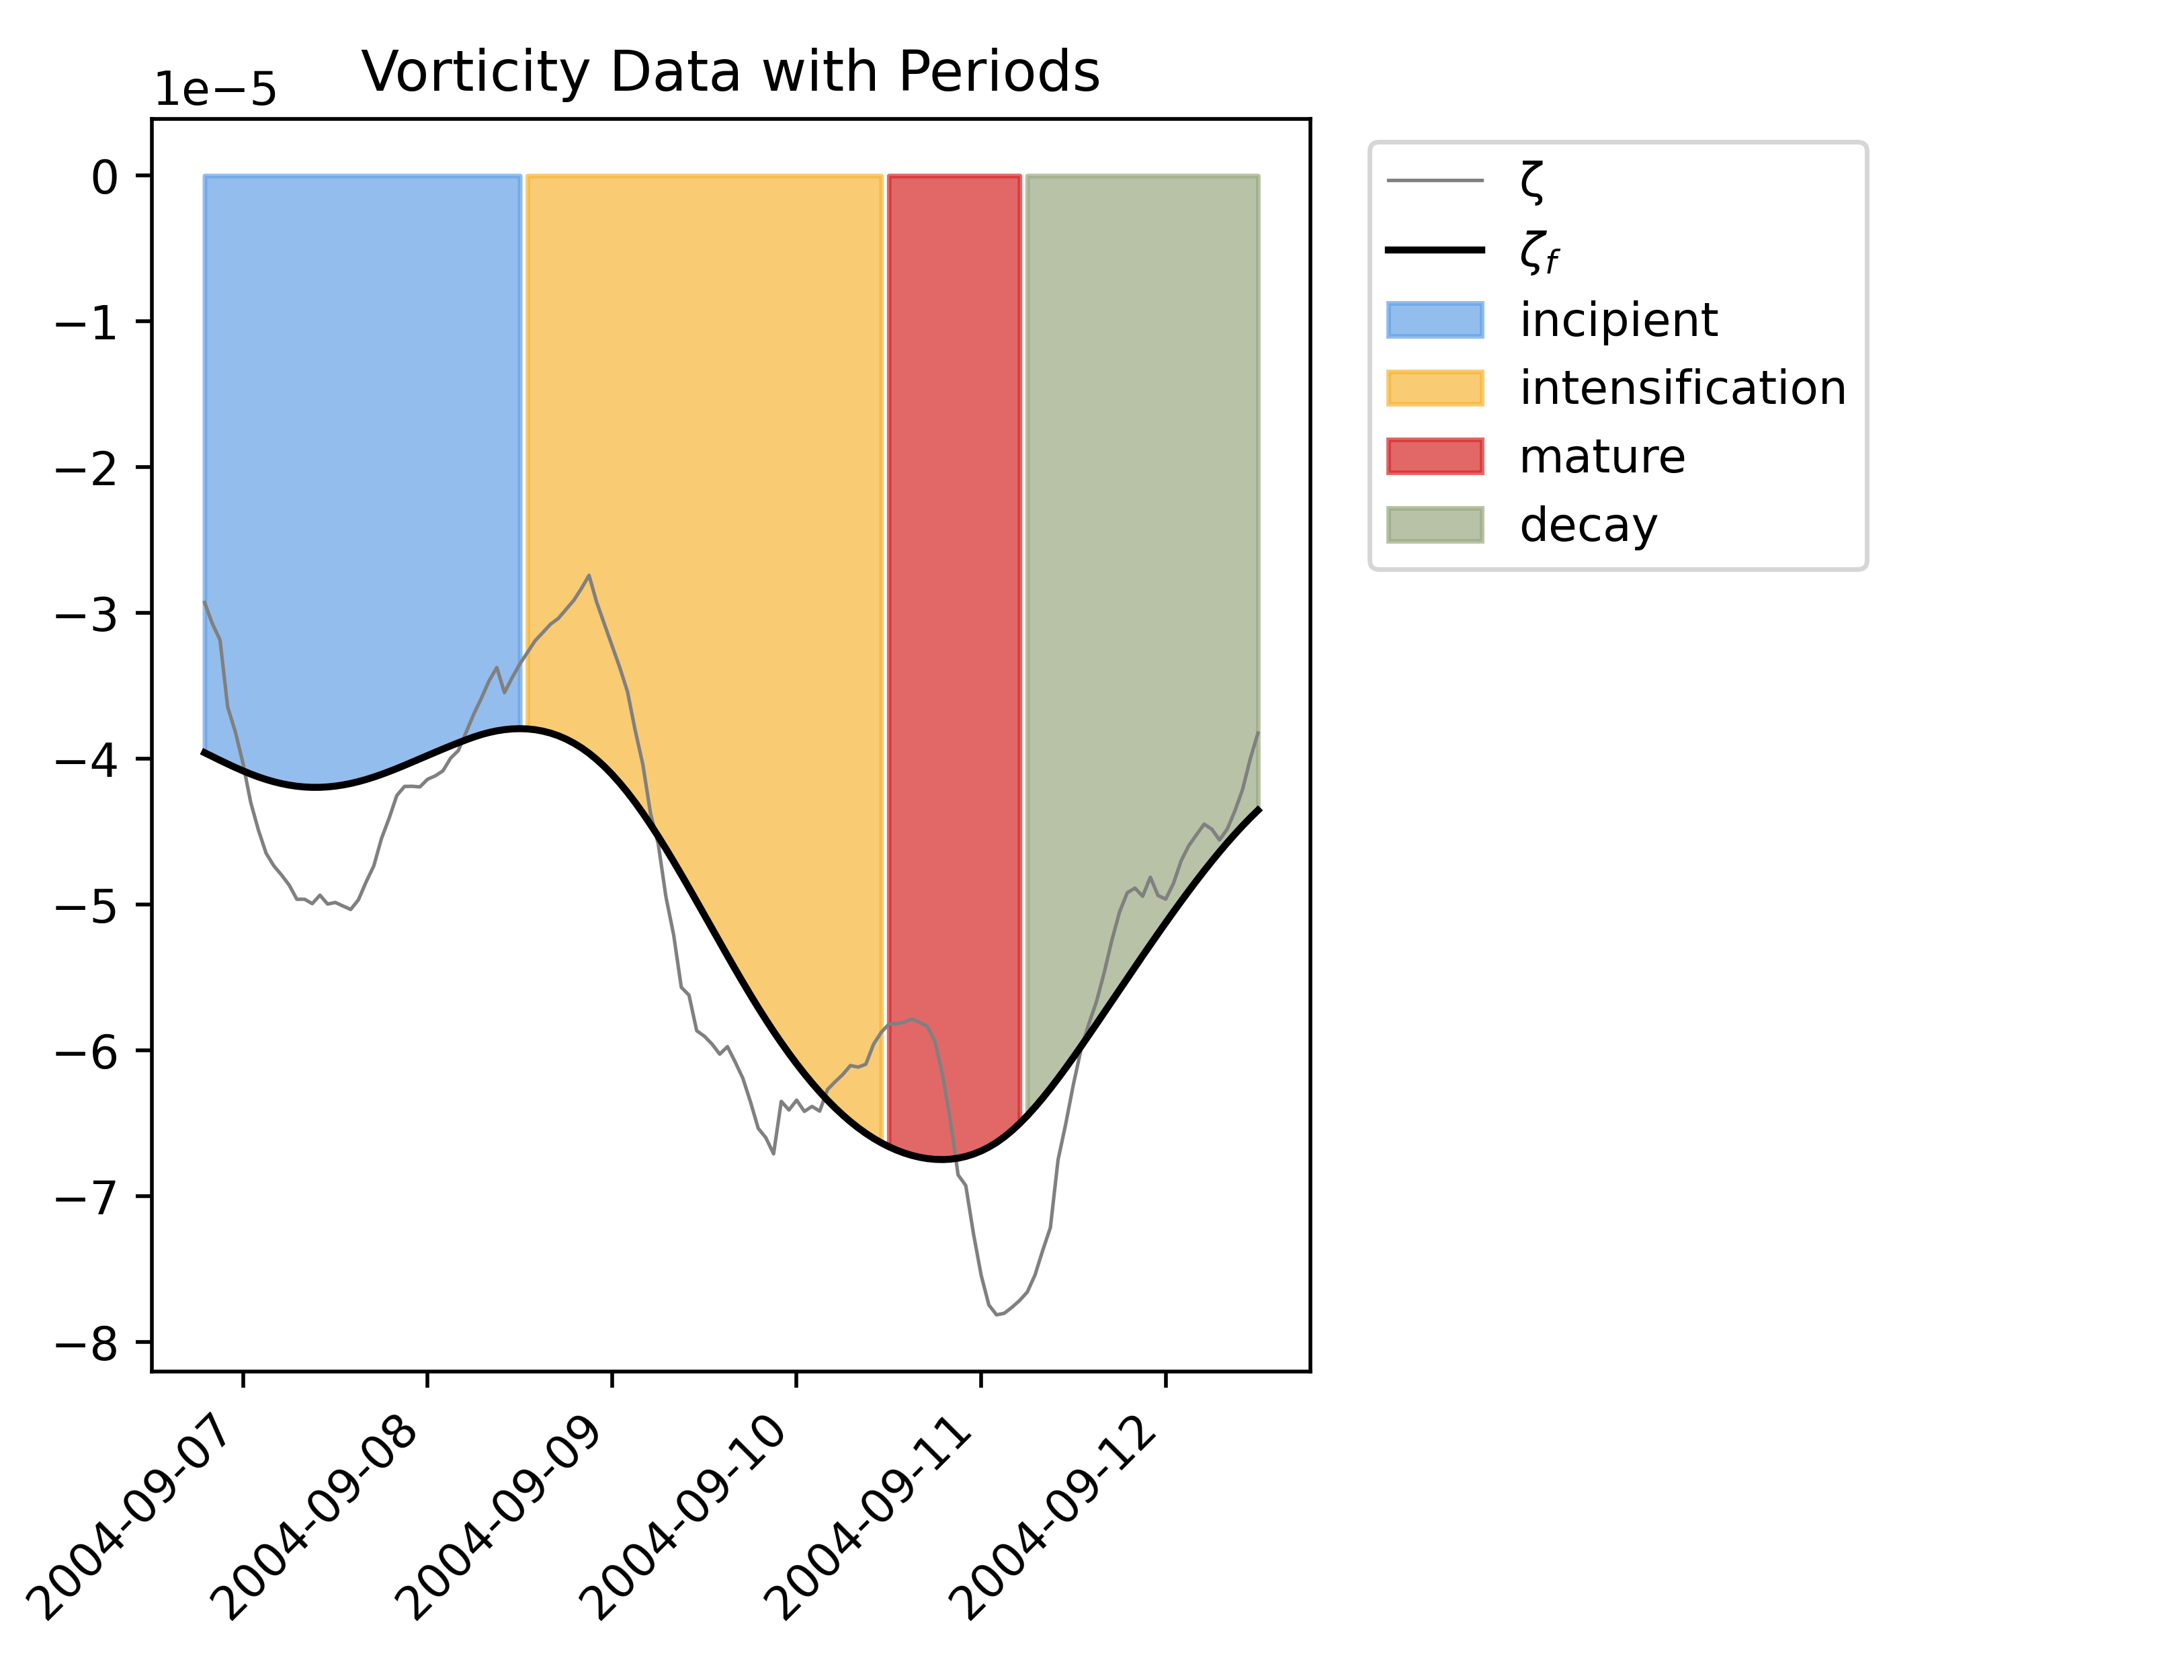 Vorticity Data with Periods
1e−5
0
−1
−2
−3
−4
−5
−6
−7
−8
2004-09-07
2004-09-08
2004-09-09
2004-09-10
2004-09-11
2004-09-12
ζ
ζf
incipient
intensification
mature
decay